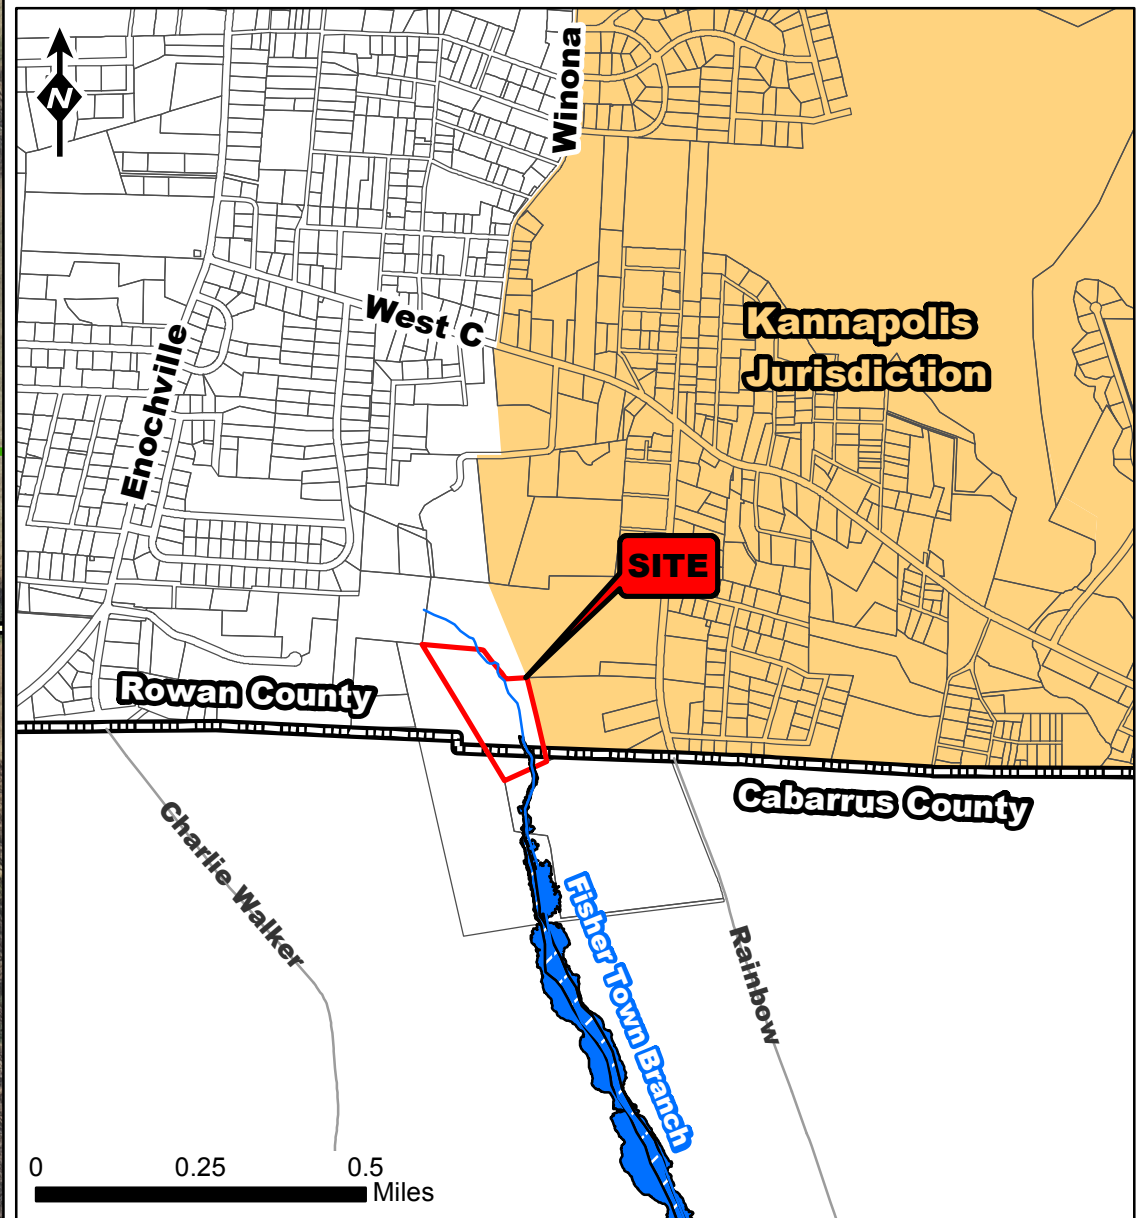 N
Winona
West C
Enochville
Kannapolis
Jurisdiction
SITE
Rowan County
Cabarrus County
Charlie Walker
Fisher Town Branch
Rainbow
0 0.25 0.5
Miles